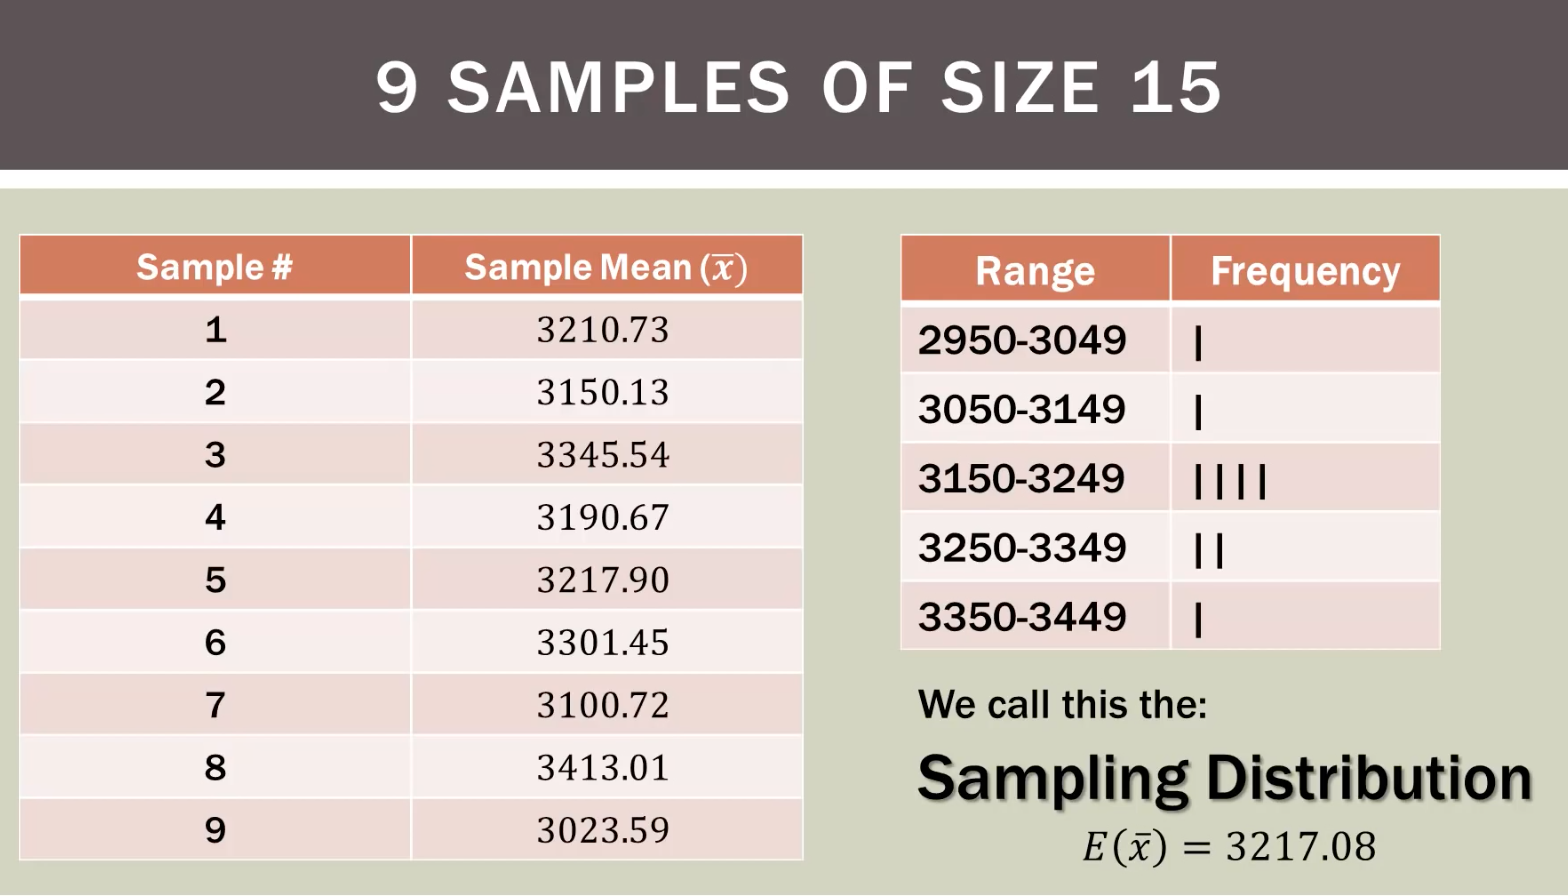 9 SAMPLES OF SIZE 15
Sample # Sample Mean (x̅)
1 3210.73
2 3150.13
3 3345.54
4 3190.67
5 3217.90
6 3301.45
7 3100.72
8 3413.01
9 3023.59
Range Frequency
2950-3049 |
3050-3149 |
3150-3249 ||||
3250-3349 ||
3350-3449 |
We call this the:
Sampling Distribution
E(x̅) = 3217.08